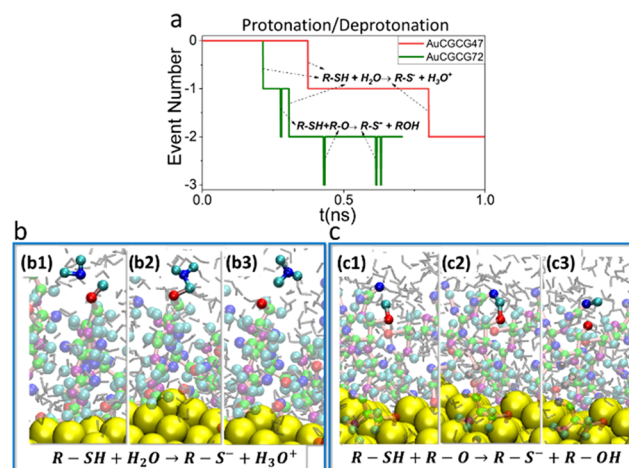 a
Protonation/Deprotonation
AuCGCG47
AuCGCG72
R-SH + H₂O→ R-S⁻ + H₃O⁺
R-SH+R-O→ R-S⁻ + ROH
Event Number
0
-1
-2
-3
0.0
0.5
1.0
t(ns)
b
(b1)
(b2)
(b3)
R − SH + H₂O → R − S⁻ + H₃O⁺
c
(c1)
(c2)
(c3)
R − SH + R − O → R − S⁻ + R − OH